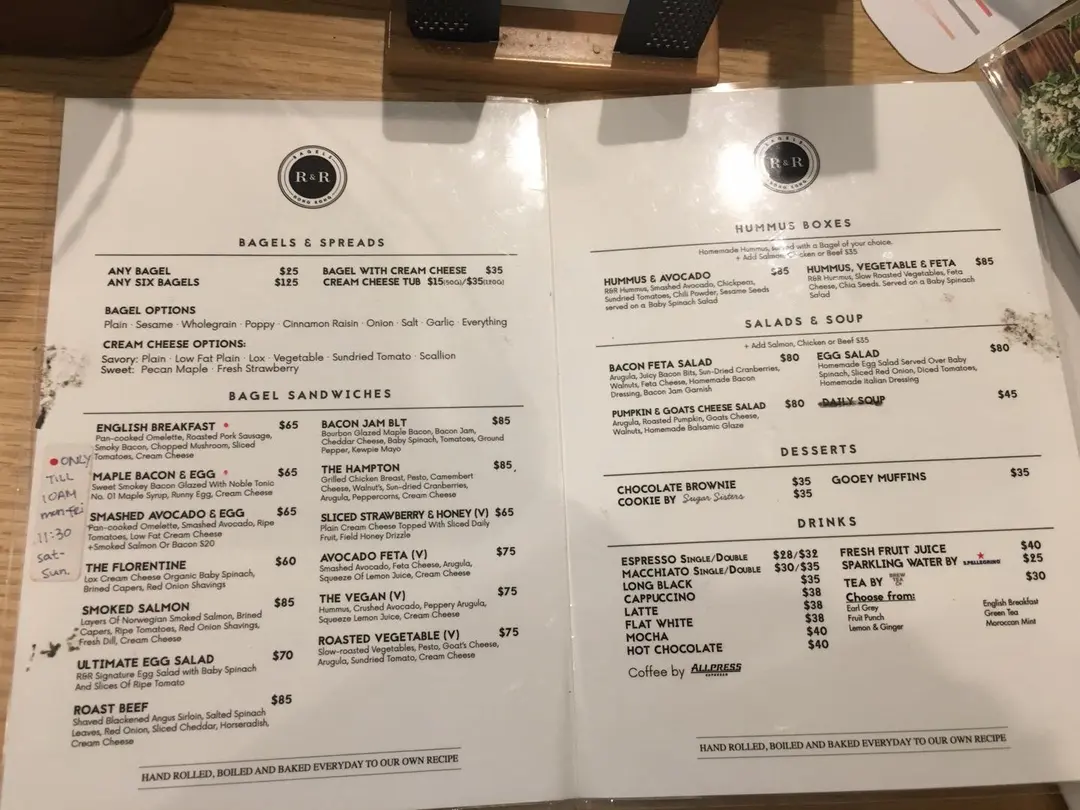 BAGELS
R&R
HONG KONG
BAGELS & SPREADS
ANY BAGEL $25
ANY SIX BAGELS $125
BAGEL WITH CREAM CHEESE $35
CREAM CHEESE TUB $15(50G)/$35(120G)
BAGEL OPTIONS
Plain · Sesame · Wholegrain · Poppy · Cinnamon Raisin · Onion · Salt · Garlic · Everything
CREAM CHEESE OPTIONS:
Savory: Plain · Low Fat Plain · Lox · Vegetable · Sundried Tomato · Scallion
Sweet: Pecan Maple · Fresh Strawberry
BAGEL SANDWICHES
ENGLISH BREAKFAST $65
Pan-cooked Omelette, Roasted Pork Sausage,
Smoky Bacon, Chopped Mushroom, Sliced
Tomatoes, Cream Cheese
MAPLE BACON & EGG $65
Sweet Smokey Bacon Glazed With Noble Tonic
No. 01 Maple Syrup, Runny Egg, Cream Cheese
SMASHED AVOCADO & EGG $65
Pan-cooked Omelette, Smashed Avocado, Ripe
Tomatoes, Low Fat Cream Cheese
+Smoked Salmon Or Bacon $20
THE FLORENTINE $60
Lox Cream Cheese Organic Baby Spinach,
Brined Capers, Red Onion Shavings
SMOKED SALMON $85
Layers Of Norwegian Smoked Salmon, Brined
Capers, Ripe Tomatoes, Red Onion Shavings,
Fresh Dill, Cream Cheese
ULTIMATE EGG SALAD $70
R&R Signature Egg Salad with Baby Spinach
And Slices Of Ripe Tomato
ROAST BEEF $85
Shaved Blackened Angus Sirloin, Salted Spinach
Leaves, Red Onion, Sliced Cheddar, Horseradish,
Cream Cheese
ONLY
TILL
10AM
mon-fri
11:30
sat-
Sun.
BACON JAM BLT $85
Bourbon Glazed Maple Bacon, Bacon Jam,
Cheddar Cheese, Baby Spinach, Tomatoes, Ground
Pepper, Kewpie Mayo
THE HAMPTON $85
Grilled Chicken Breast, Pesto, Camembert
Cheese, Walnut's, Sun-dried Cranberries,
Arugula, Peppercorns, Cream Cheese
SLICED STRAWBERRY & HONEY (V) $65
Plain Cream Cheese Topped With Sliced Daily
Fruit, Field Honey Drizzle
AVOCADO FETA (V) $75
Smashed Avocado, Feta Cheese, Arugula,
Squeeze Of Lemon Juice, Cream Cheese
THE VEGAN (V) $75
Hummus, Crushed Avocado, Peppery Arugula,
Squeeze Lemon Juice, Cream Cheese
ROASTED VEGETABLE (V) $75
Slow-roasted Vegetables, Pesto, Goat's Cheese,
Arugula, Sundried Tomato, Cream Cheese
HAND ROLLED, BOILED AND BAKED EVERYDAY TO OUR OWN RECIPE
BAGELS
R&R
HONG KONG
HUMMUS BOXES
Homemade Hummus, served with a Bagel of your choice.
+ Add Salmon, Chicken or Beef $35
HUMMUS & AVOCADO $85
R&R Hummus, Smashed Avocado, Chickpeas,
Sundried Tomatoes, Chili Powder, Sesame Seeds
served on a Baby Spinach Salad
HUMMUS, VEGETABLE & FETA $85
R&R Hummus, Slow Roasted Vegetables, Feta
Cheese, Chia Seeds. Served on a Baby Spinach
Salad
SALADS & SOUP
+ Add Salmon, Chicken or Beef $35
BACON FETA SALAD $80
Arugula, Juicy Bacon Bits, Sun-Dried Cranberries,
Walnuts, Feta Cheese, Homemade Bacon
Dressing, Bacon Jam Garnish
PUMPKIN & GOATS CHEESE SALAD $80
Arugula, Roasted Pumpkin, Goats Cheese,
Walnuts, Homemade Balsamic Glaze
EGG SALAD $80
Homemade Egg Salad Served Over Baby
Spinach, Sliced Red Onion, Diced Tomatoes,
Homemade Italian Dressing
DAILY SOUP $45
DESSERTS
CHOCOLATE BROWNIE $35
COOKIE BY Sugar Sisters $35
GOOEY MUFFINS $35
DRINKS
ESPRESSO SINGLE/DOUBLE $28/$32
MACCHIATO SINGLE/DOUBLE $30/$35
LONG BLACK $35
CAPPUCCINO $38
LATTE $38
FLAT WHITE $38
MOCHA $40
HOT CHOCOLATE $40
Coffee by ALLPRESS ESPRESSO
FRESH FRUIT JUICE $40
SPARKLING WATER BY S.PELLEGRINO $25
TEA BY BREW TEA CO $30
Choose from:
Earl Grey
Fruit Punch
Lemon & Ginger
English Breakfast
Green Tea
Moroccan Mint
HAND ROLLED, BOILED AND BAKED EVERYDAY TO OUR OWN RECIPE